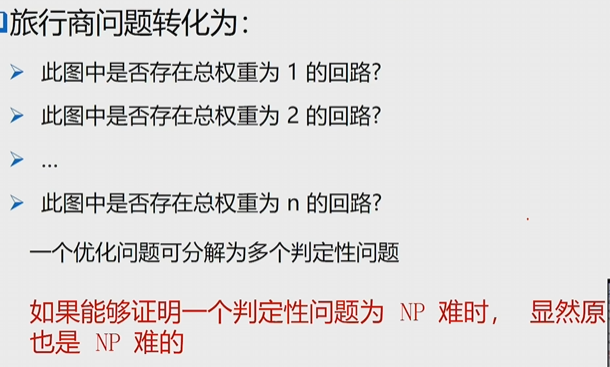 旅行商问题转化为：
此图中是否存在总权重为 1 的回路?
此图中是否存在总权重为 2 的回路?
...
此图中是否存在总权重为 n 的回路?
一个优化问题可分解为多个判定性问题
如果能够证明一个判定性问题为 NP 难时， 显然原
也是 NP 难的